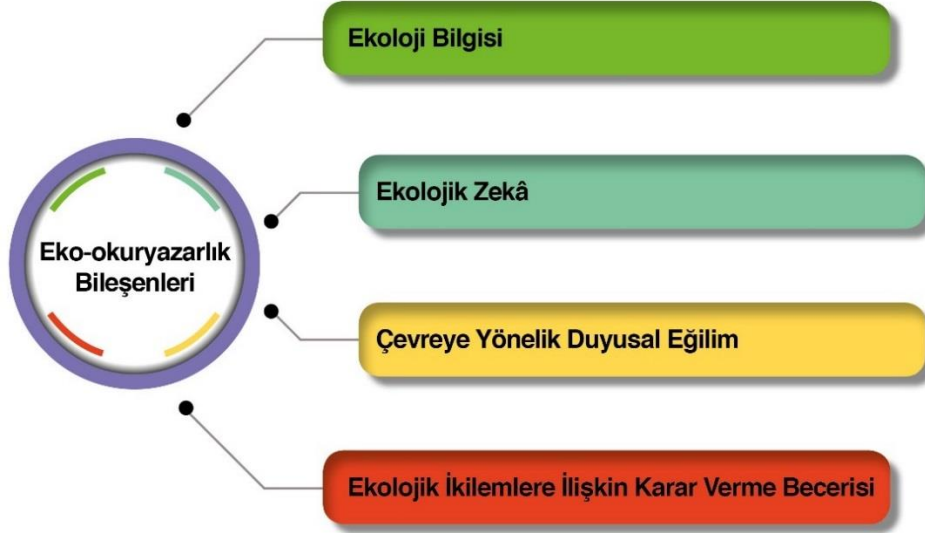 Ekoloji Bilgisi
Ekolojik Zekâ
Eko-okuryazarlık
Bileşenleri
Çevreye Yönelik Duyusal Eğilim
Ekolojik İkilemlere İlişkin Karar Verme Becerisi